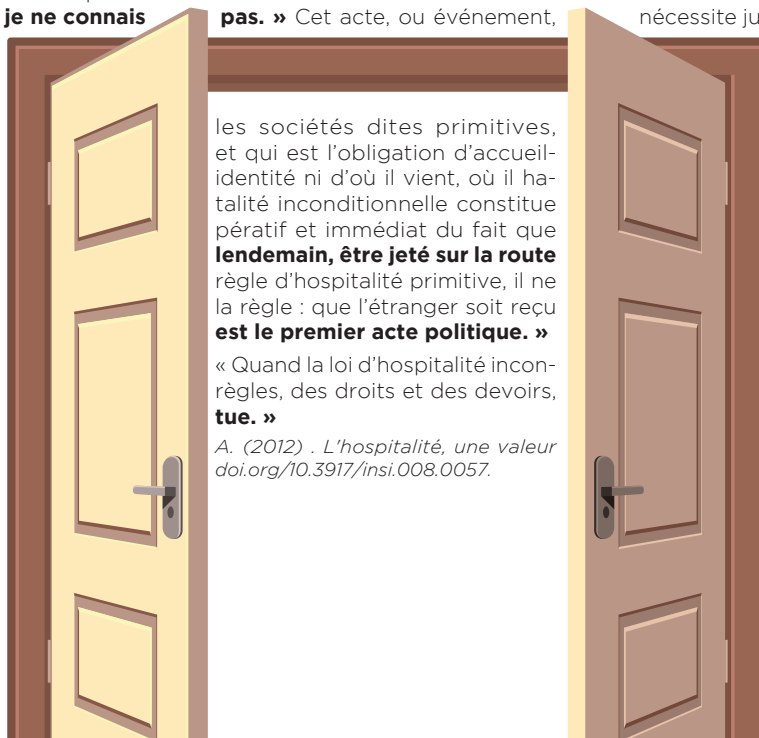 je ne connais pas. » Cet acte, ou événement, nécessite ju
les sociétés dites primitives,
et qui est l'obligation d'accueil-
identité ni d'où il vient, où il ha-
talité inconditionnelle constitue
pératif et immédiat du fait que
lendemain, être jeté sur la route
règle d'hospitalité primitive, il ne
la règle : que l'étranger soit reçu
est le premier acte politique. »
« Quand la loi d'hospitalité incon-
règles, des droits et des devoirs,
tue. »
A. (2012) . L'hospitalité, une valeur
doi.org/10.3917/insi.008.0057.